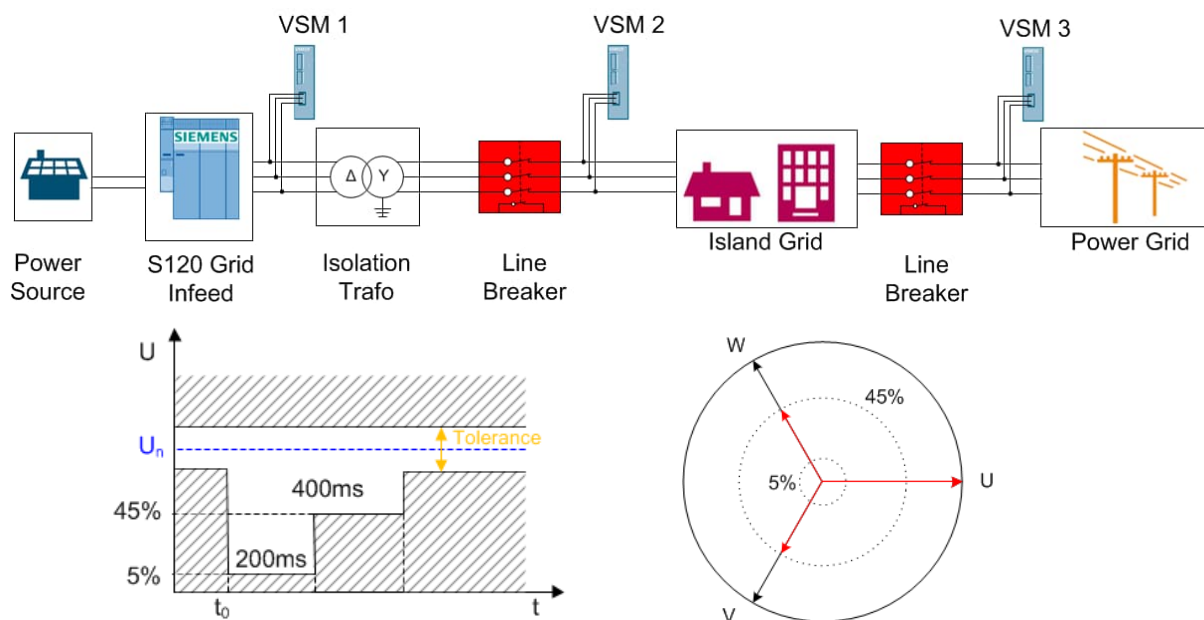 VSM 1
VSM 2
VSM 3
SIEMENS
Δ
Y
Island Grid
Power Grid
Power
Source
S120 Grid
Infeed
Isolation
Trafo
Line
Breaker
Line
Breaker
U
Un
Tolerance
400ms
45%
200ms
5%
t0
t
W
45%
5%
U
V